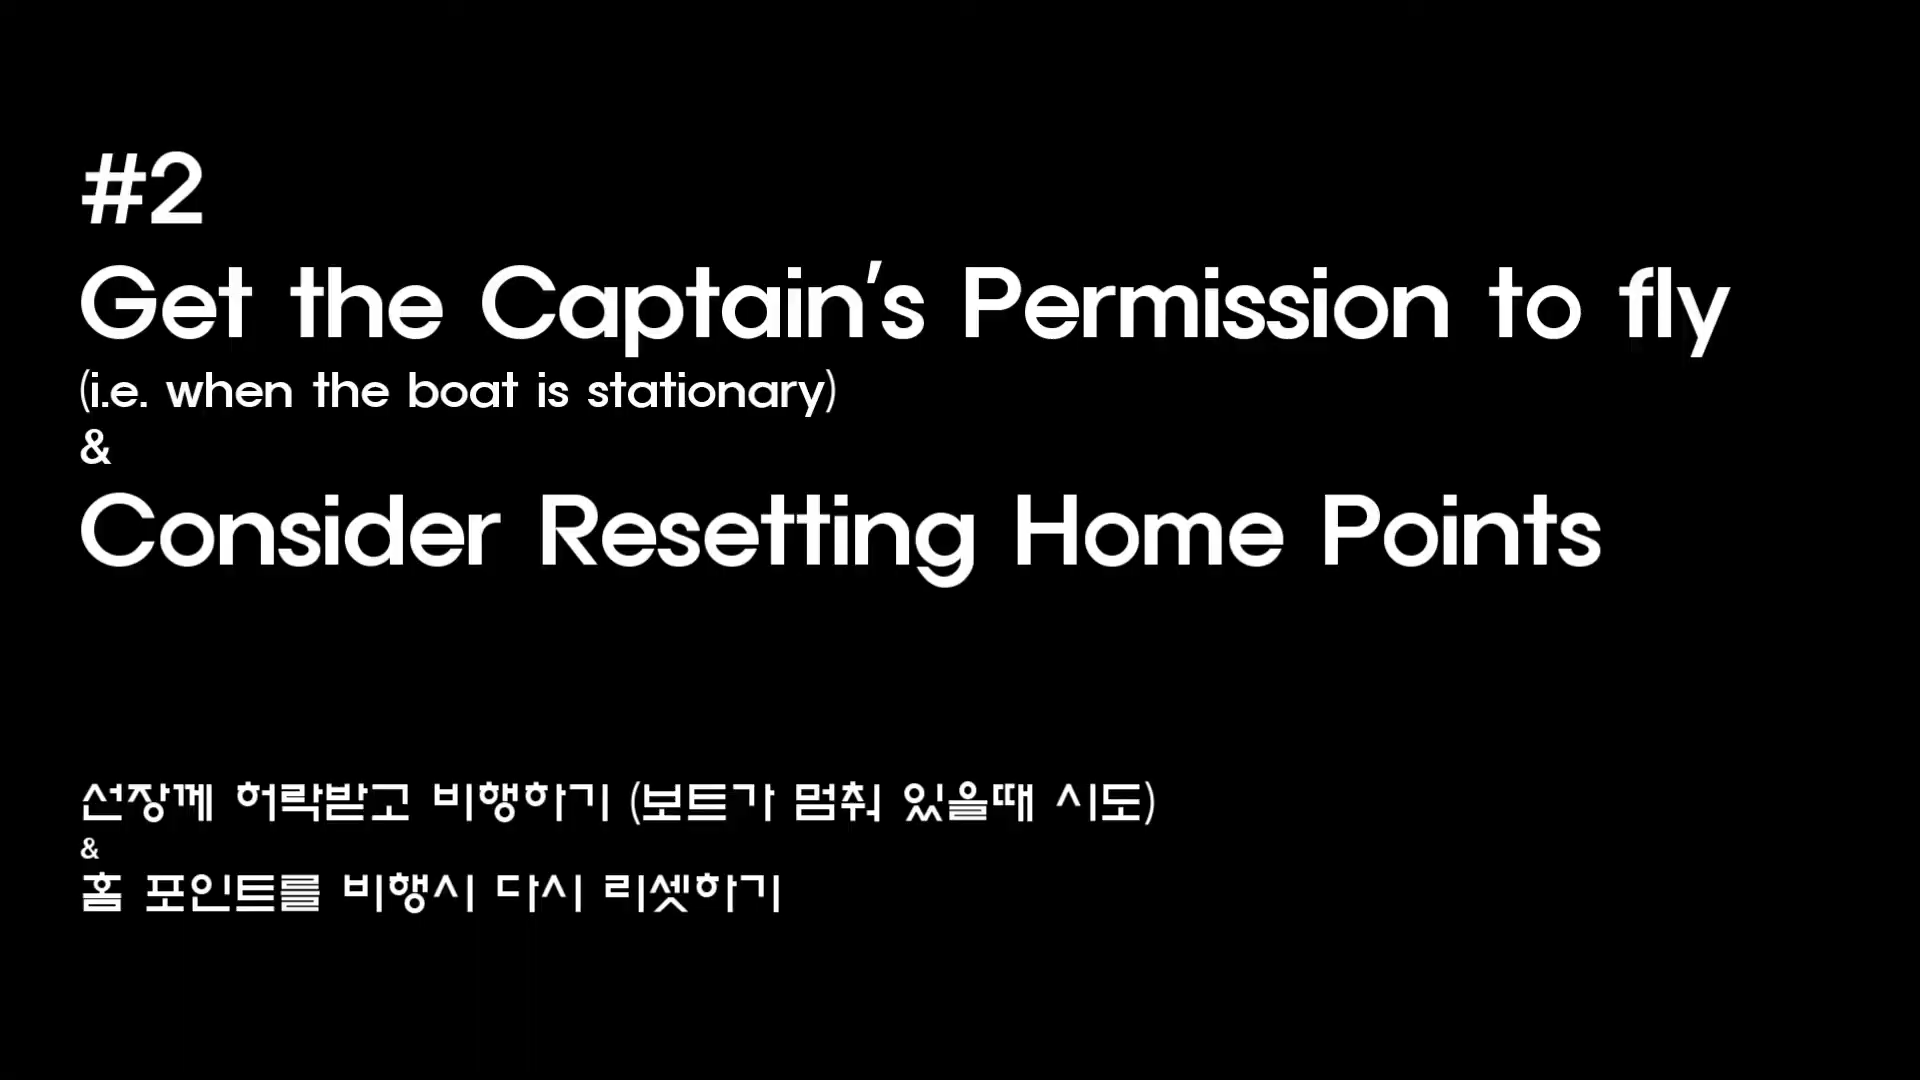 #2
Get the Captain's Permission to fly
(i.e. when the boat is stationary)
&
Consider Resetting Home Points
선장께 허락받고 비행하기 (보트가 멈춰 있을때 시도)
&
홈 포인트를 비행시 다시 리셋하기